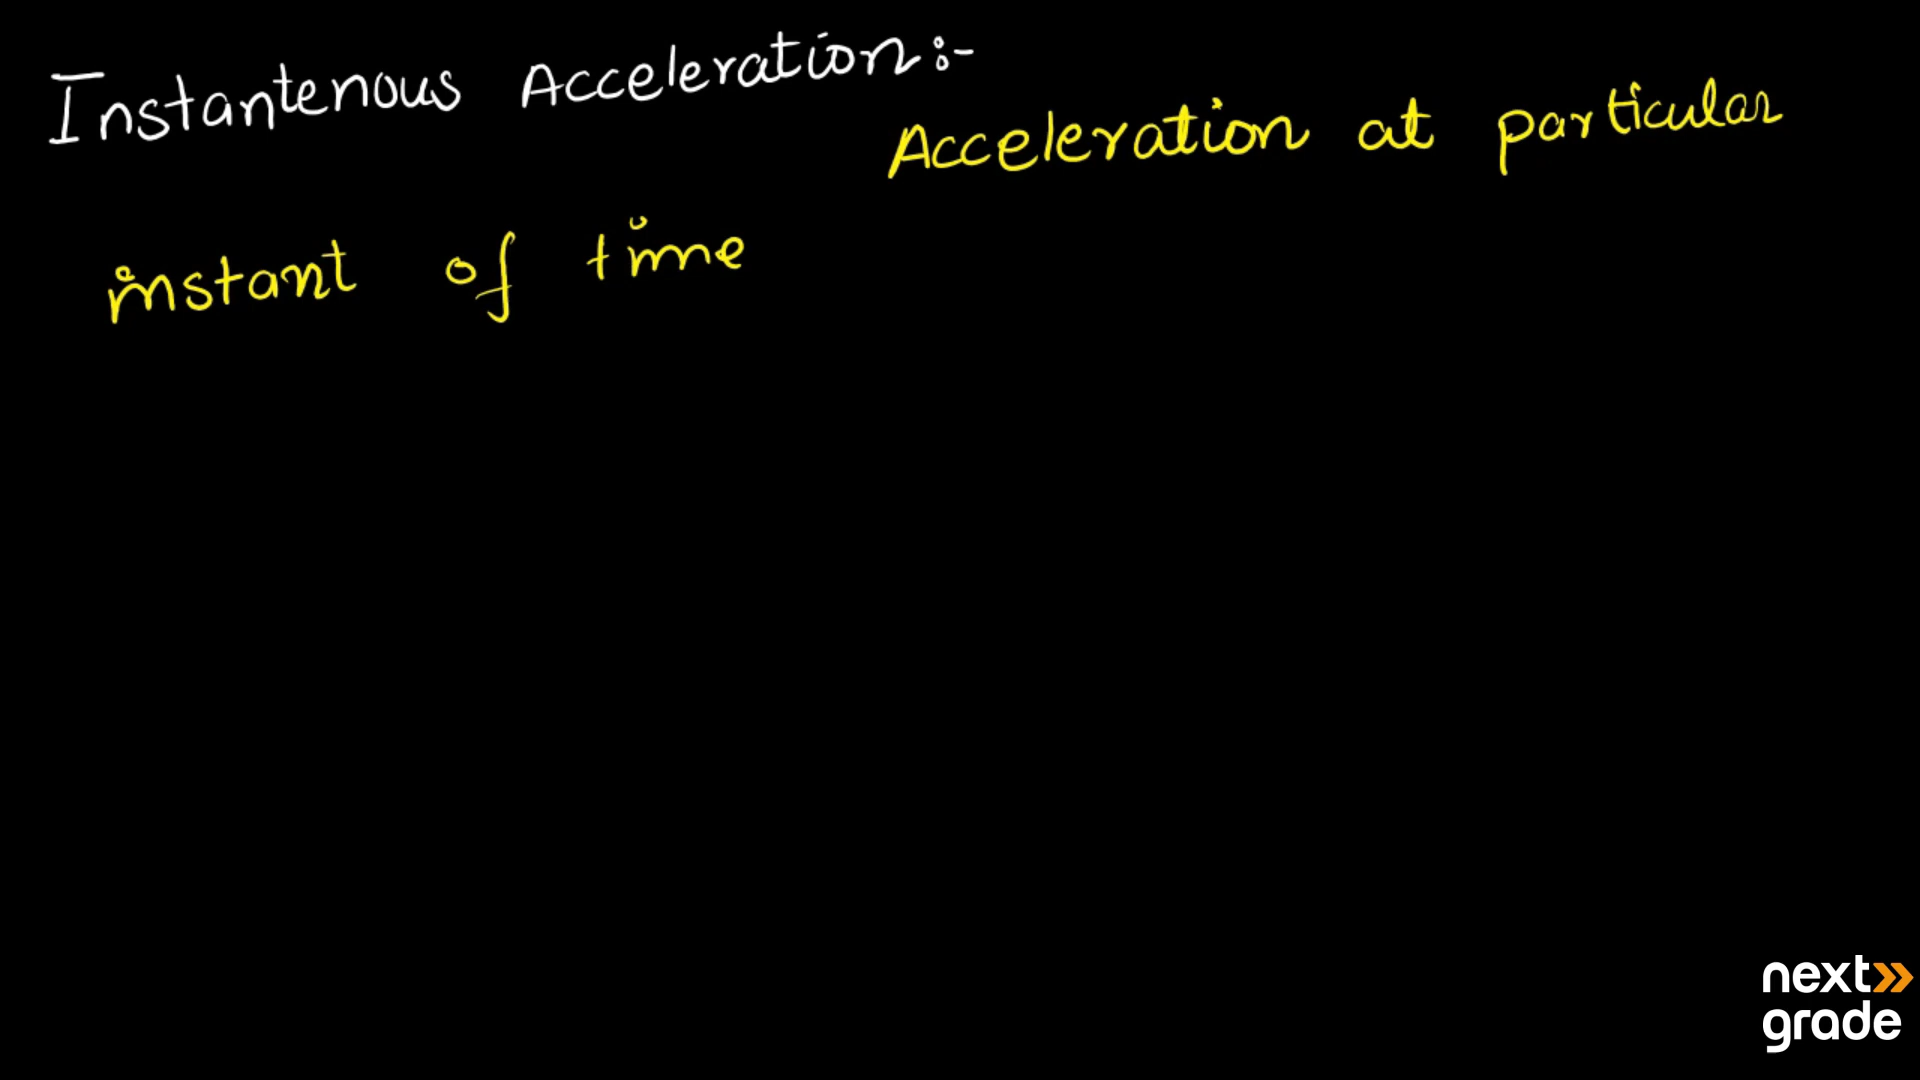 Instantenous Acceleration:-
Acceleration at particular
instant of time
next
grade